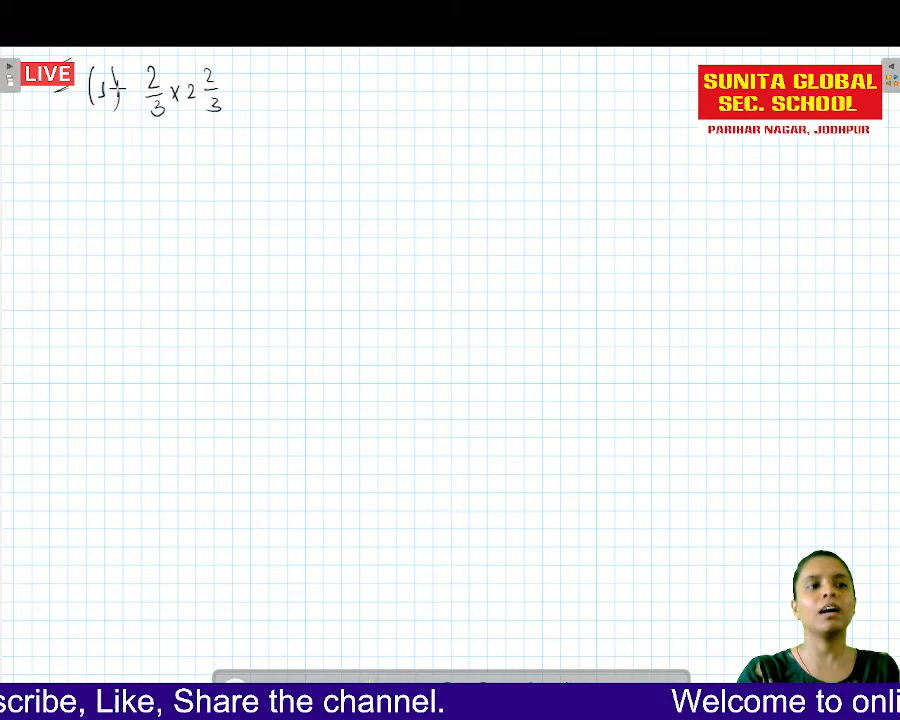 LIVE
2/3 × 2 2/3
SUNITA GLOBAL
SEC. SCHOOL
PARIHAR NAGAR, JODHPUR
scribe, Like, Share the channel. Welcome to onli